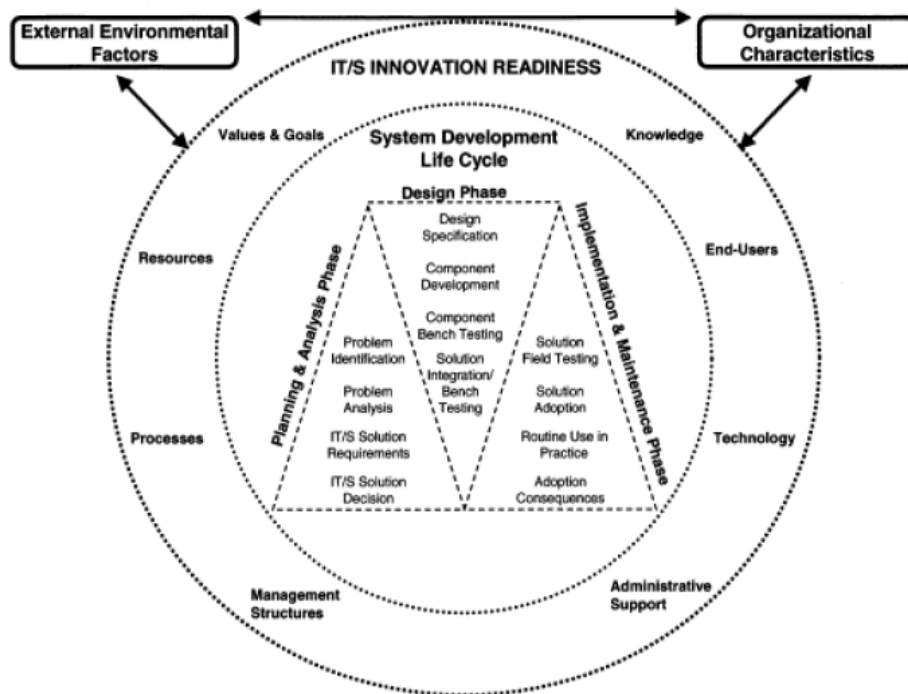 External Environmental
Factors
Organizational
Characteristics
IT/S INNOVATION READINESS
Values & Goals
Knowledge
System Development
Life Cycle
Design Phase
Resources
End-Users
Planning & Analysis Phase
Implementation & Maintenance Phase
Design
Specification
Component
Development
Component
Bench Testing
Solution
Integration/
Bench
Testing
Problem
Identification
Problem
Analysis
IT/S Solution
Requirements
IT/S Solution
Decision
Solution
Field Testing
Solution
Adoption
Routine Use in
Practice
Adoption
Consequences
Processes
Technology
Management
Structures
Administrative
Support